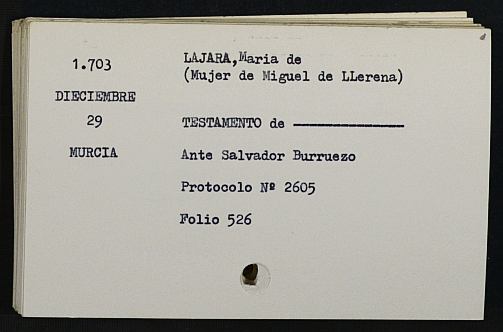 1.703
DIECIEMBRE
29
MURCIA
LAJARA, Maria de
(Mujer de Miguel de LLerena)
TESTAMENTO de ----------------
Ante Salvador Burruezo
Protocolo Nº 2605
Folio 526